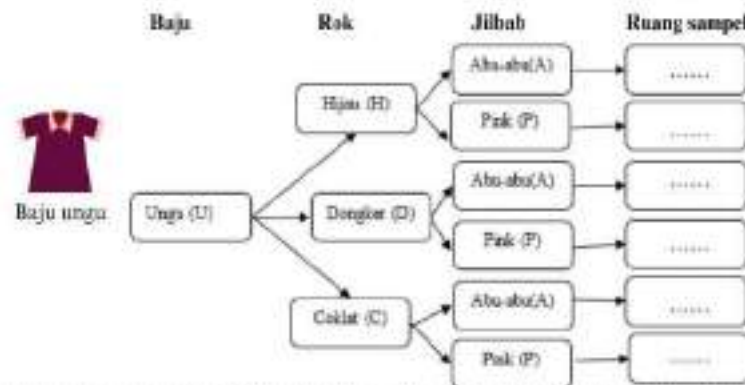 Baju Rok Jilbab Ruang sampel
Abu-abu(A) ......
Hijau (H)
Pink (P) ......
Abu-abu(A) ......
Baju ungu Ungu (U) Dongker (D)
Pink (P) ......
Abu-abu(A) ......
Coklat (C)
Pink (P) ......